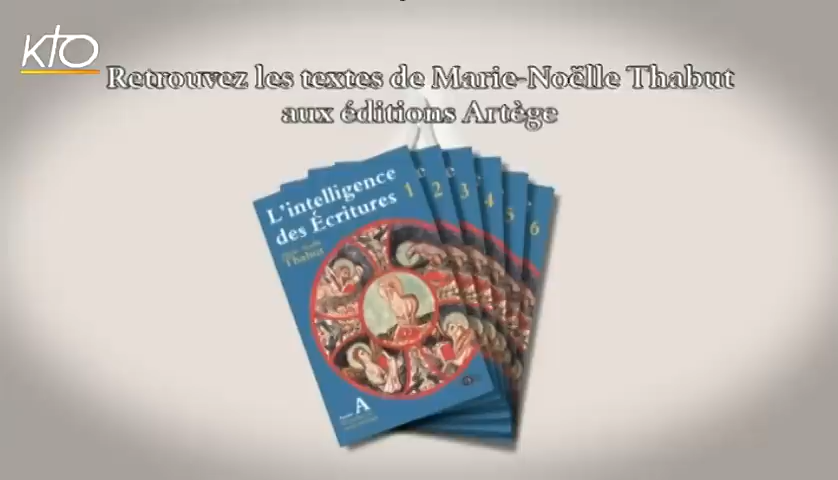 KTO
Retrouvez les textes de Marie-Noëlle Thabut
aux éditions Artège
L'intelligence
des Écritures
1
2
3
4
5
6
Marie-Noëlle
Thabut
A